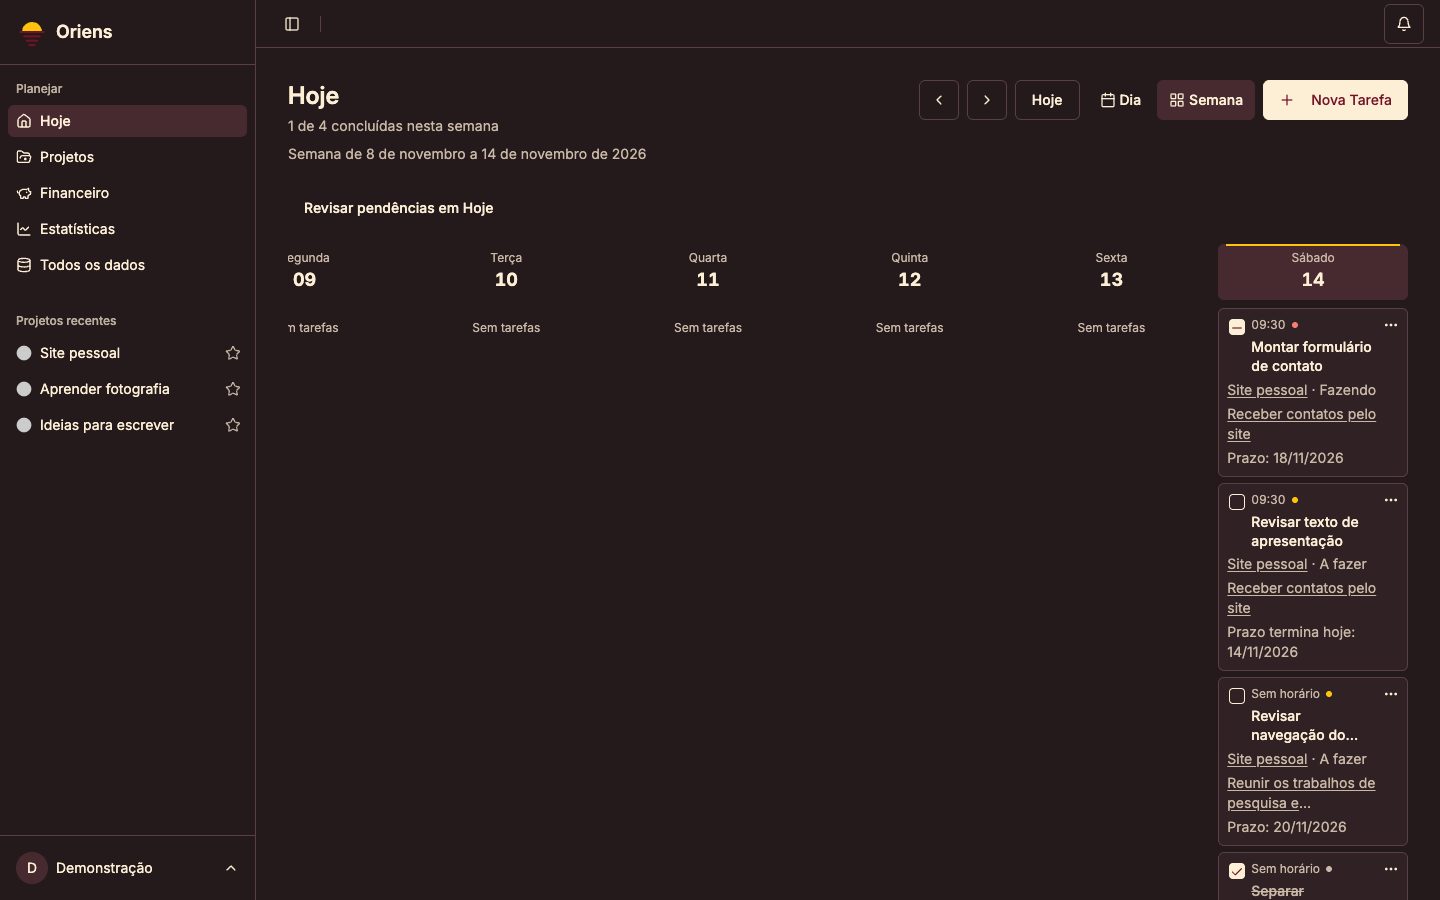 Oriens
Planejar
Hoje
Projetos
Financeiro
Estatísticas
Todos os dados
Projetos recentes
Site pessoal
Aprender fotografia
Ideias para escrever
D
Demonstração
Hoje
1 de 4 concluídas nesta semana
Semana de 8 de novembro a 14 de novembro de 2026
Hoje
Dia
Semana
Nova Tarefa
Revisar pendências em Hoje
egunda
09
m tarefas
Terça
10
Sem tarefas
Quarta
11
Sem tarefas
Quinta
12
Sem tarefas
Sexta
13
Sem tarefas
Sábado
14
09:30
Montar formulário
de contato
Site pessoal · Fazendo
Receber contatos pelo
site
Prazo: 18/11/2026
09:30
Revisar texto de
apresentação
Site pessoal · A fazer
Receber contatos pelo
site
Prazo termina hoje:
14/11/2026
Sem horário
Revisar
navegação do...
Site pessoal · A fazer
Reunir os trabalhos de
pesquisa e...
Prazo: 20/11/2026
Sem horário
Separar